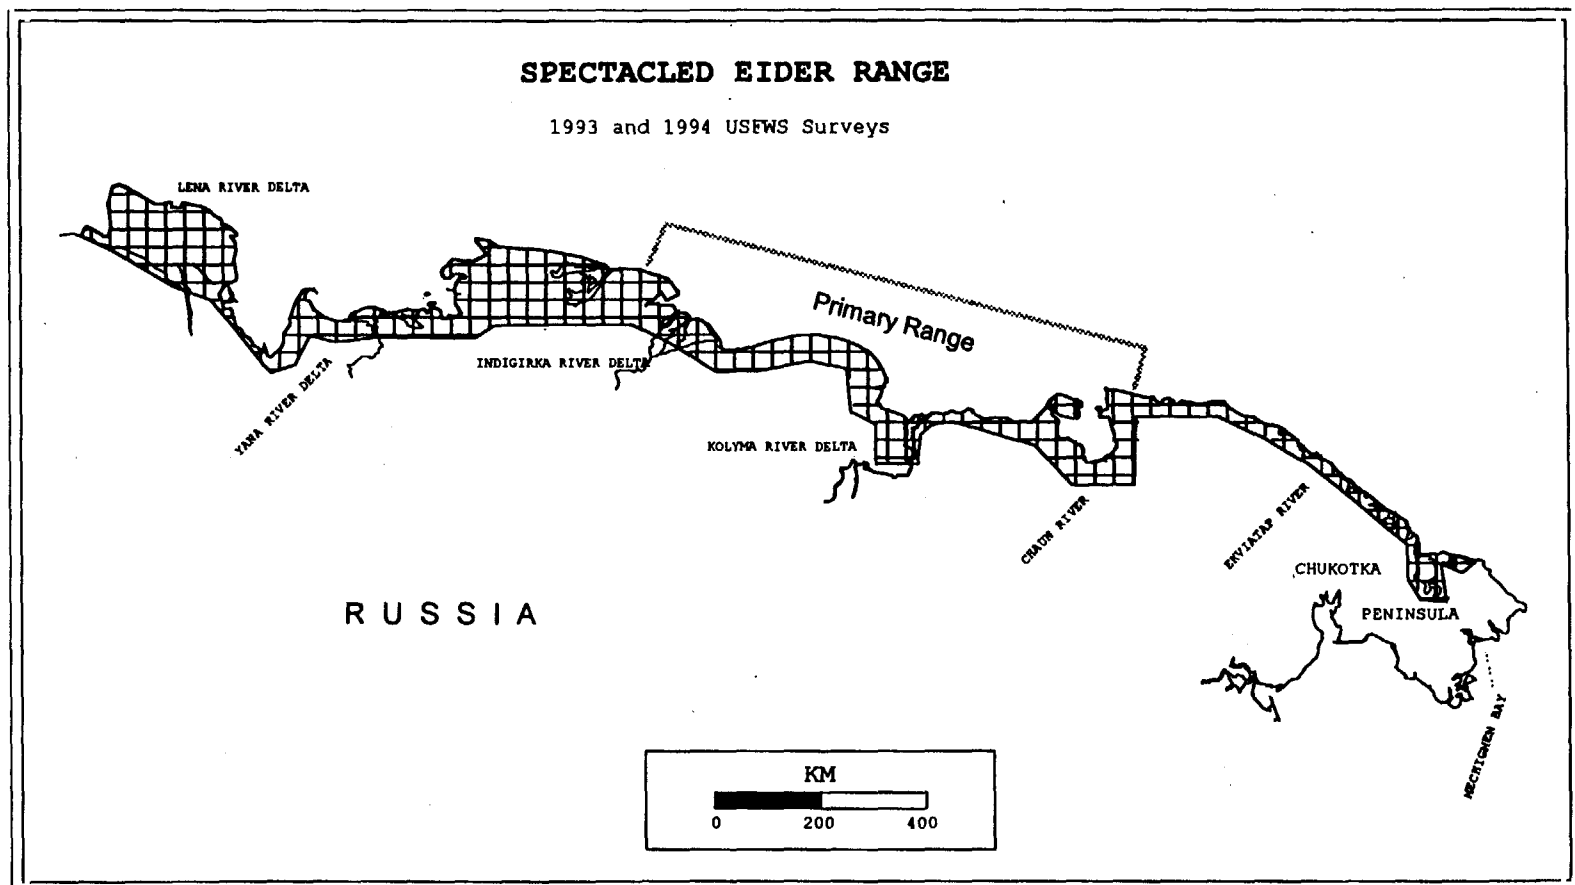 SPECTACLED EIDER RANGE
1993 and 1994 USFWS Surveys
LENA RIVER DELTA
Primary Range
INDIGIRKA RIVER DELTA
YANA RIVER DELTA
KOLYMA RIVER DELTA
CHAUN RIVER
EKVIATAP RIVER
CHUKOTKA
PENINSULA
RUSSIA
MECHIGMEN BAY
KM
0 200 400